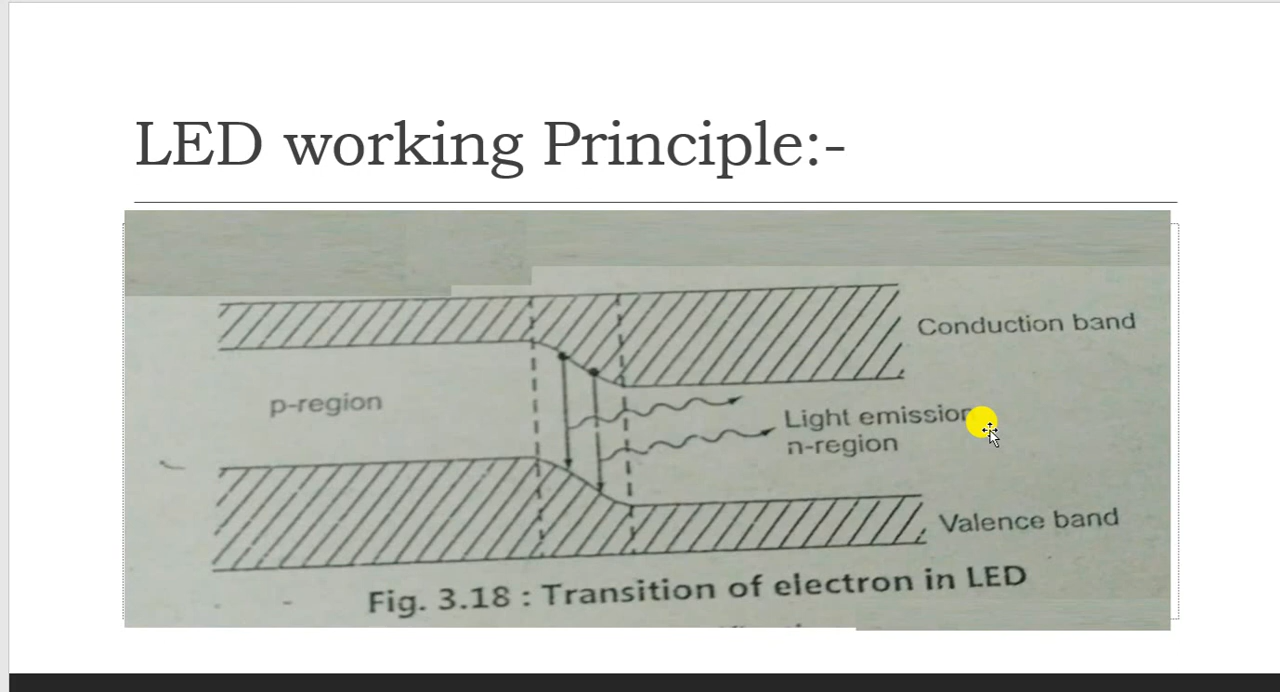 LED working Principle:-
Conduction band
p-region
Light emission
n-region
Valence band
Fig. 3.18 : Transition of electron in LED